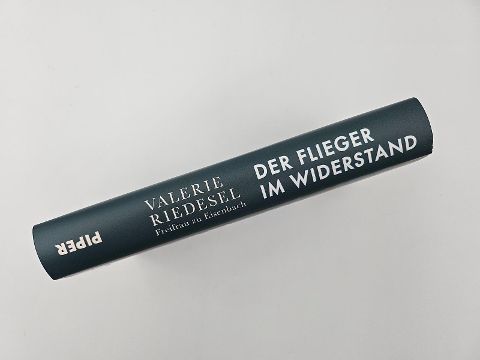 VALERIE
RIEDESEL
Freifrau zu Eisenbach
DER FLIEGER
IM WIDERSTAND
PIPER